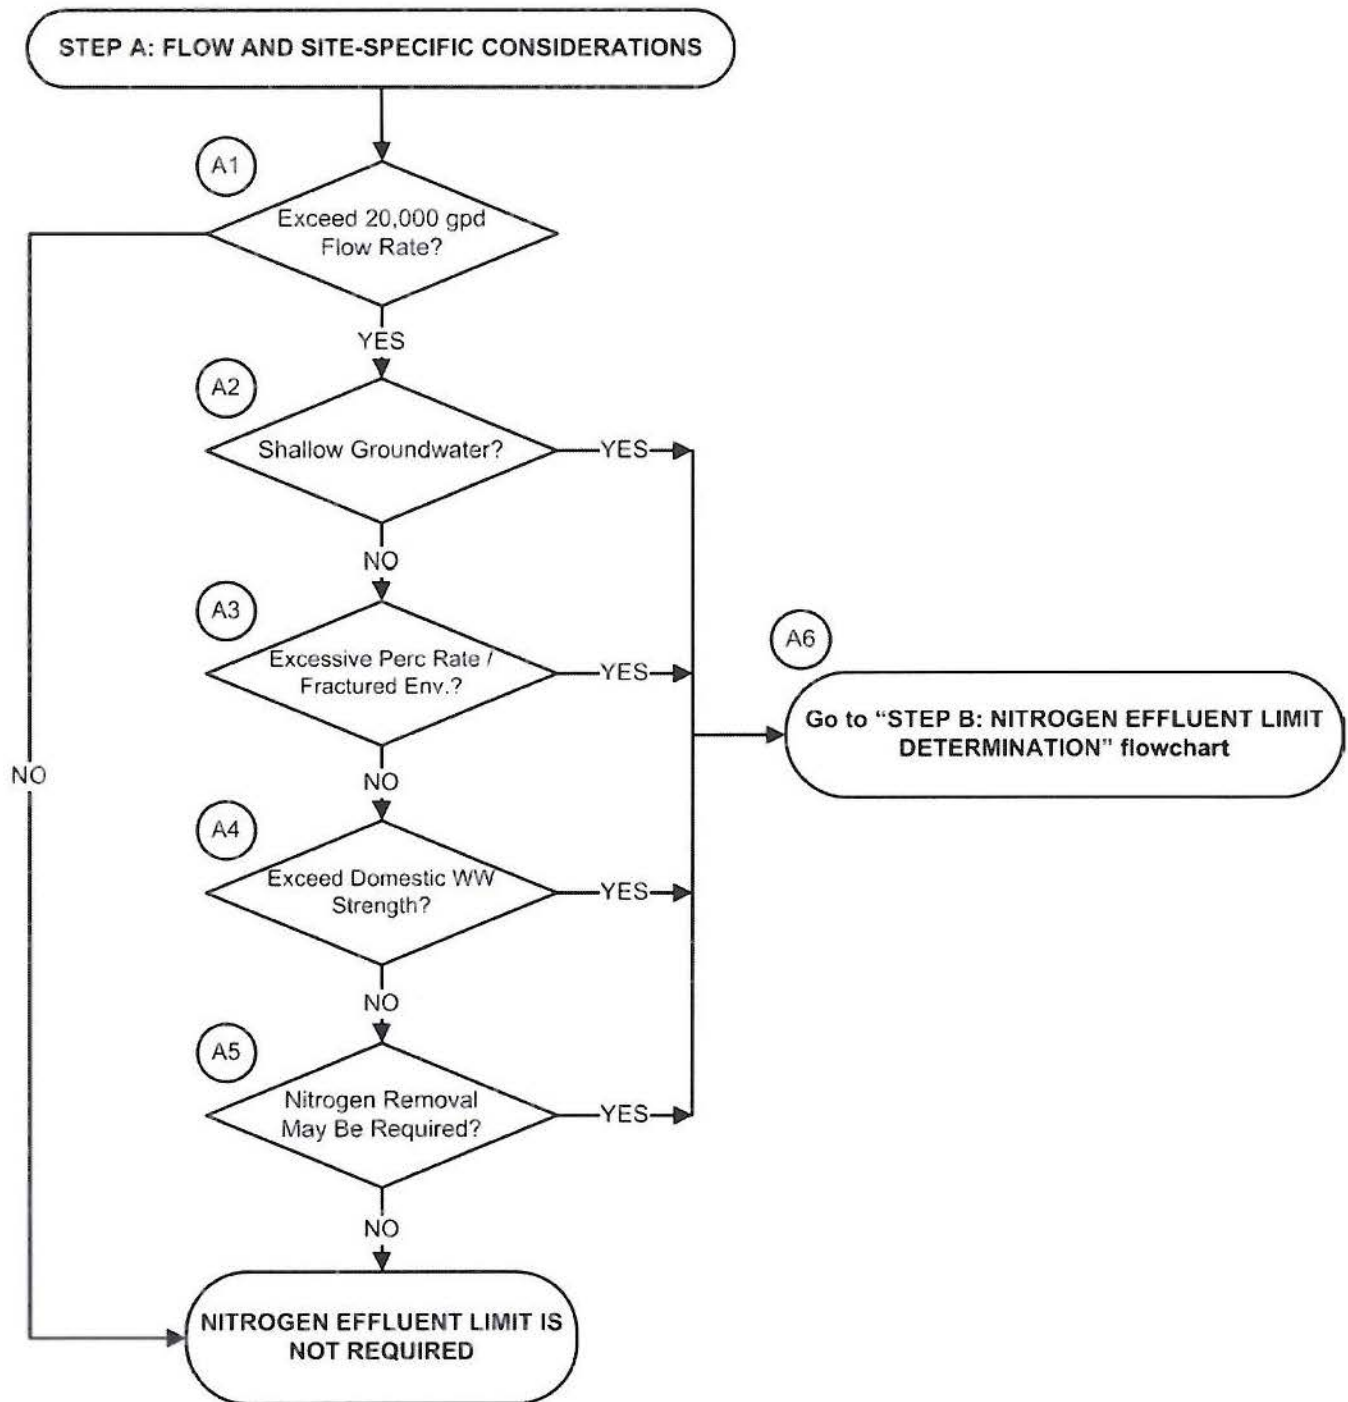 STEP A: FLOW AND SITE-SPECIFIC CONSIDERATIONS
A1
Exceed 20,000 gpd
Flow Rate?
YES
A2
Shallow Groundwater?
YES
NO
A3
Excessive Perc Rate /
Fractured Env.?
YES
A6
Go to “STEP B: NITROGEN EFFLUENT LIMIT
DETERMINATION” flowchart
NO
NO
A4
Exceed Domestic WW
Strength?
YES
NO
A5
Nitrogen Removal
May Be Required?
YES
NO
NITROGEN EFFLUENT LIMIT IS
NOT REQUIRED